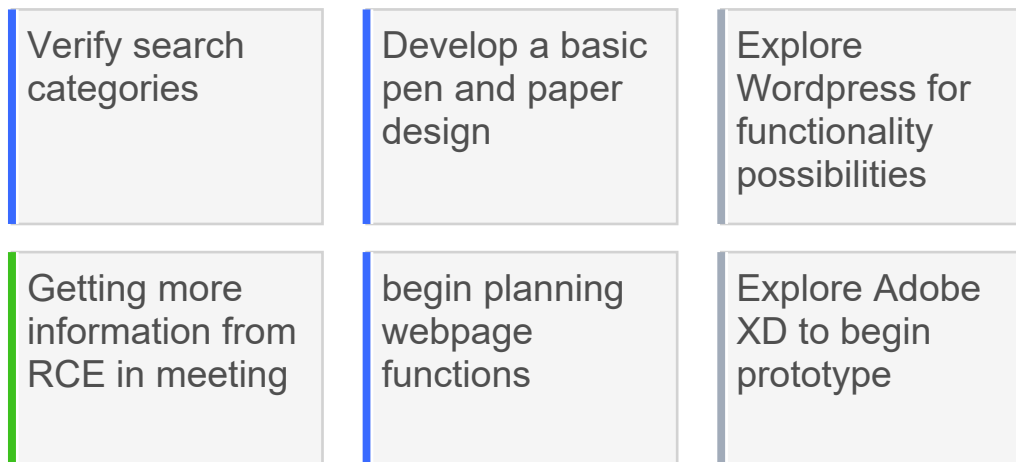 Verify search
categories
Develop a basic
pen and paper
design
Explore
Wordpress for
functionality
possibilities
Getting more
information from
RCE in meeting
begin planning
webpage
functions
Explore Adobe
XD to begin
prototype